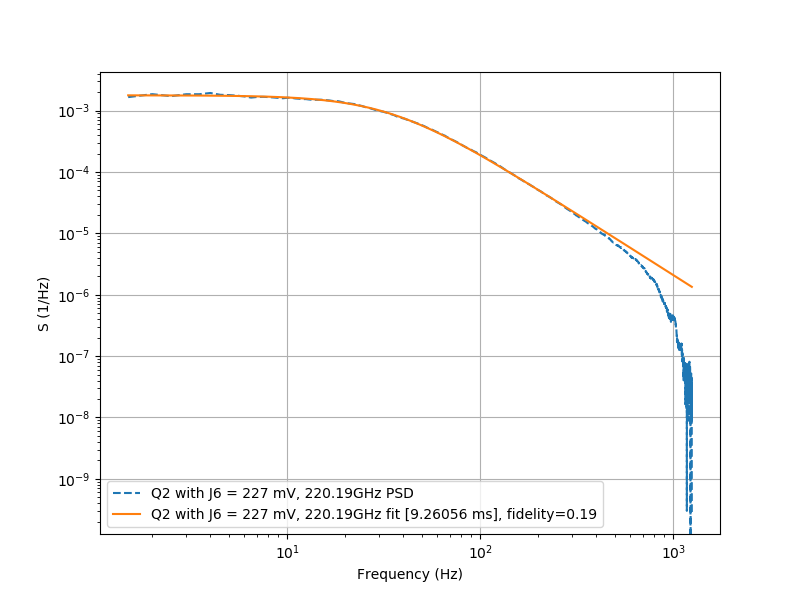 S (1/Hz)
10⁻³
10⁻⁴
10⁻⁵
10⁻⁶
10⁻⁷
10⁻⁸
10⁻⁹
Q2 with J6 = 227 mV, 220.19GHz PSD
Q2 with J6 = 227 mV, 220.19GHz fit [9.26056 ms], fidelity=0.19
10¹ 10² 10³
Frequency (Hz)